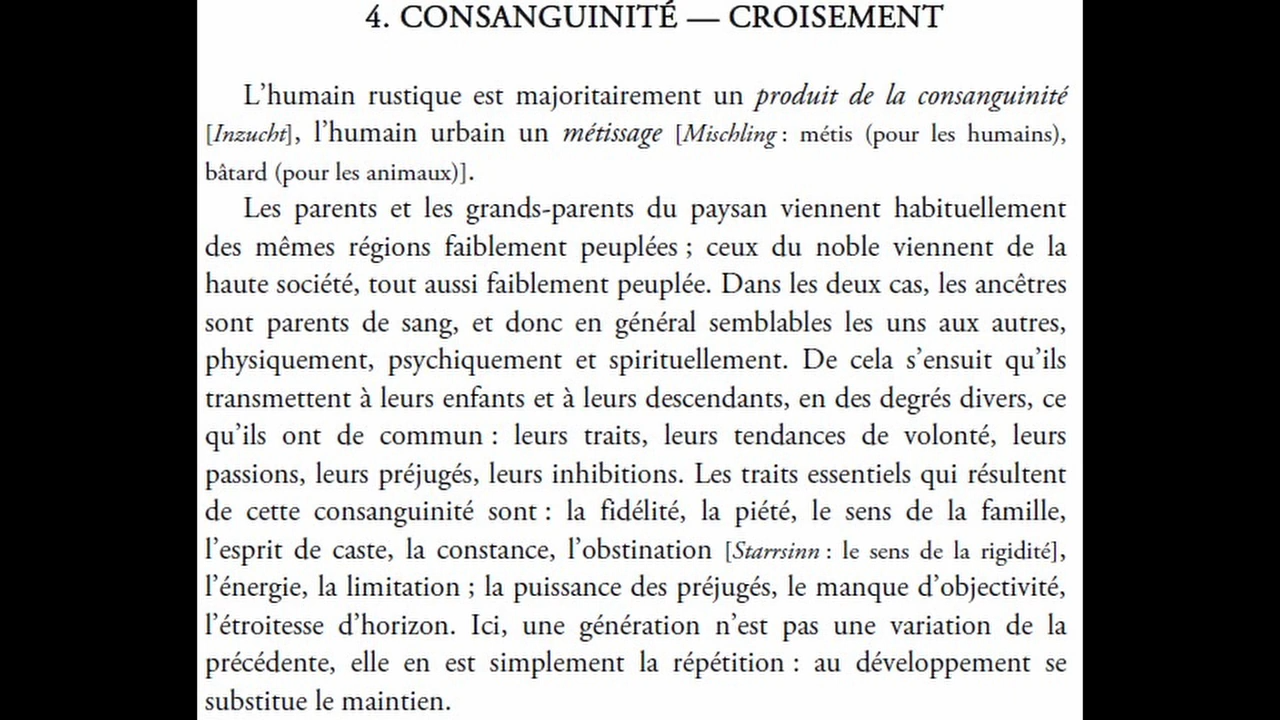 4. CONSANGUINITÉ — CROISEMENT
L’humain rustique est majoritairement un produit de la consanguinité
[Inzucht], l’humain urbain un métissage [Mischling : métis (pour les humains),
bâtard (pour les animaux)].
Les parents et les grands-parents du paysan viennent habituellement
des mêmes régions faiblement peuplées ; ceux du noble viennent de la
haute société, tout aussi faiblement peuplée. Dans les deux cas, les ancêtres
sont parents de sang, et donc en général semblables les uns aux autres,
physiquement, psychiquement et spirituellement. De cela s’ensuit qu’ils
transmettent à leurs enfants et à leurs descendants, en des degrés divers, ce
qu’ils ont de commun : leurs traits, leurs tendances de volonté, leurs
passions, leurs préjugés, leurs inhibitions. Les traits essentiels qui résultent
de cette consanguinité sont : la fidélité, la piété, le sens de la famille,
l’esprit de caste, la constance, l’obstination [Starrsinn : le sens de la rigidité],
l’énergie, la limitation ; la puissance des préjugés, le manque d’objectivité,
l’étroitesse d’horizon. Ici, une génération n’est pas une variation de la
précédente, elle en est simplement la répétition : au développement se
substitue le maintien.